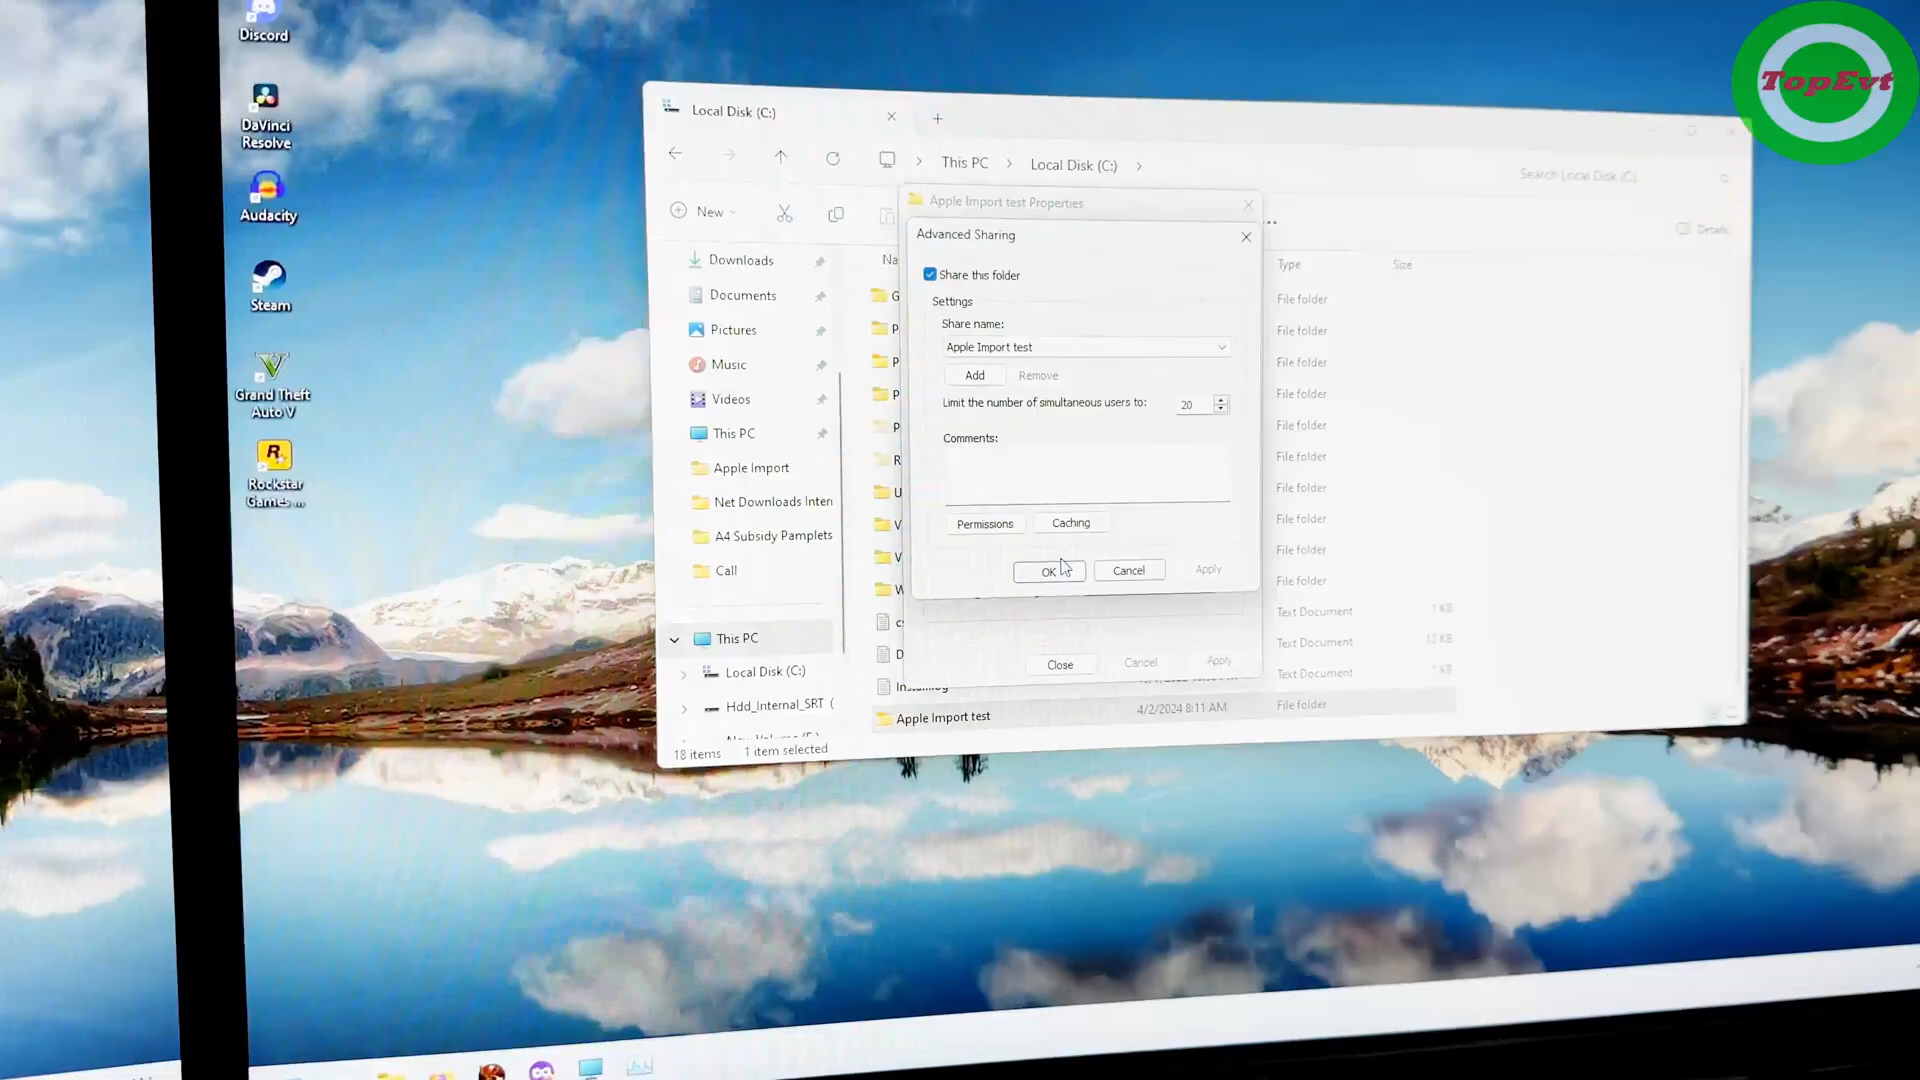 Discord
DaVinci
Resolve
Audacity
Steam
Grand Theft
Auto V
Rockstar
Games ...
TopEvt
Local Disk (C:)
This PC
Local Disk (C:)
Search Local Disk (C:)
New
Details
Downloads
Documents
Pictures
Music
Videos
This PC
Apple Import
Net Downloads Inter
A4 Subsidy Pamplets
Call
This PC
Local Disk (C:)
Hdd_Internal_SRT (
18 items
1 item selected
Na
G
P
P
P
P
R
U
V
V
W
cs
D
Apple Import test
4/2/2024 8:11 AM
File folder
Apple Import test Properties
Advanced Sharing
Share this folder
Settings
Share name:
Apple Import test
Add
Remove
Limit the number of simultaneous users to:
20
Comments:
Permissions
Caching
OK
Cancel
Apply
Close
Cancel
Apply
Type
Size
File folder
File folder
File folder
File folder
File folder
File folder
File folder
File folder
File folder
File folder
Text Document
1 KB
Text Document
12 KB
Text Document
1 KB